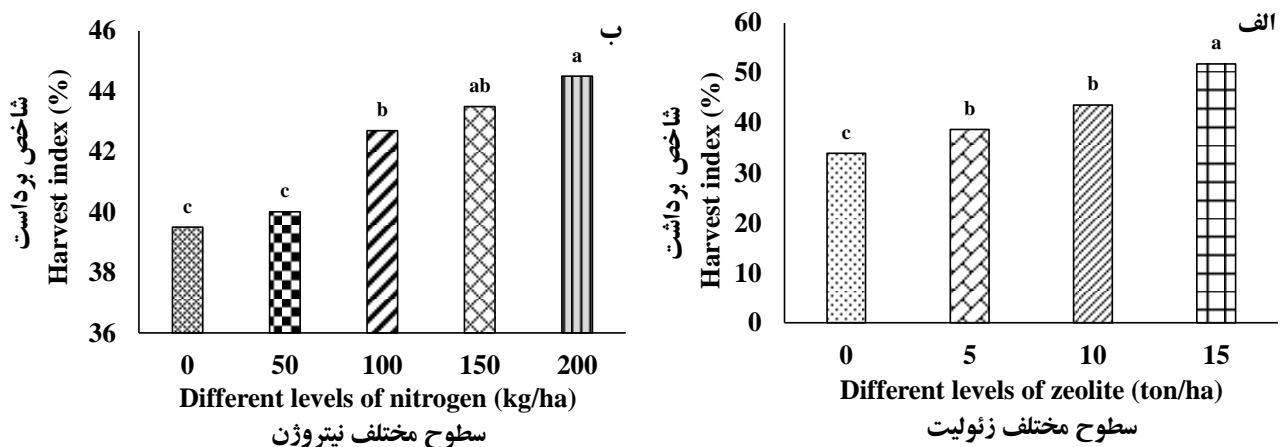 ب
46
44
42
40
38
36
c
c
b
ab
a
0 50 100 150 200
Different levels of nitrogen (kg/ha)
سطوح مختلف نیتروژن
شاخص برداست
Harvest index (%)
الف
60
50
40
30
20
10
0
c
b
b
a
0 5 10 15
Different levels of zeolite (ton/ha)
سطوح مختلف زئولیت
شاخص برداشت
Harvest index (%)